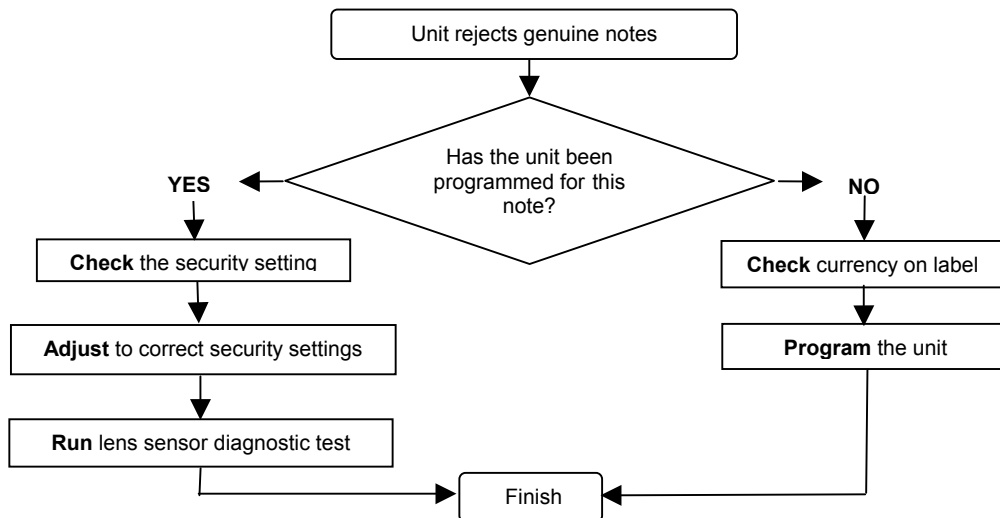 Unit rejects genuine notes
Has the unit been
programmed for this
note?
YES
NO
Check the security setting
Check currency on label
Adjust to correct security settings
Program the unit
Run lens sensor diagnostic test
Finish